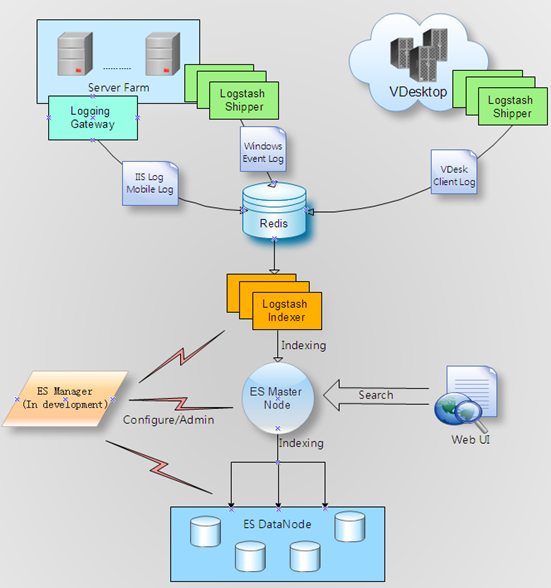 Server Farm
Logstash
Shipper
Logging
Gateway
VDesktop
Logstash
Shipper
Windows
Event Log
IIS Log
Mobile Log
VDesk
Client Log
Redis
Logstash
Indexer
Indexing
ES Manager
(In development)
Configure/Admin
ES Master
Node
Search
Web UI
Indexing
ES DataNode